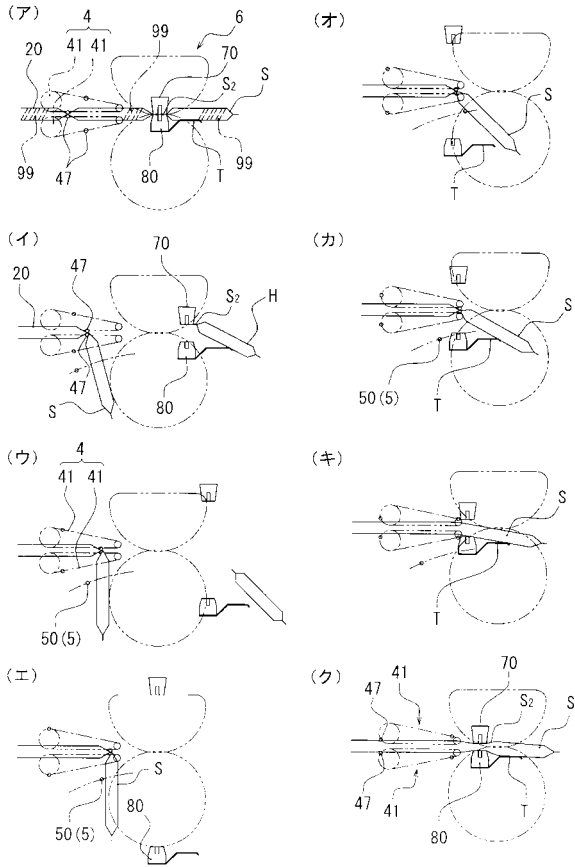 (ア)
4
20 41 41 99 6
70
S2
S
99 47 80 T 99
(イ)
20 47 70
S2 H
47
S 80
(ウ)
4
41 41
50(5)
(エ)
S
50(5) 80
(オ)
S
T
(カ)
S
50(5) T
(キ)
S
T
(ク)
41 70
47 S2 S
47 41 T
80